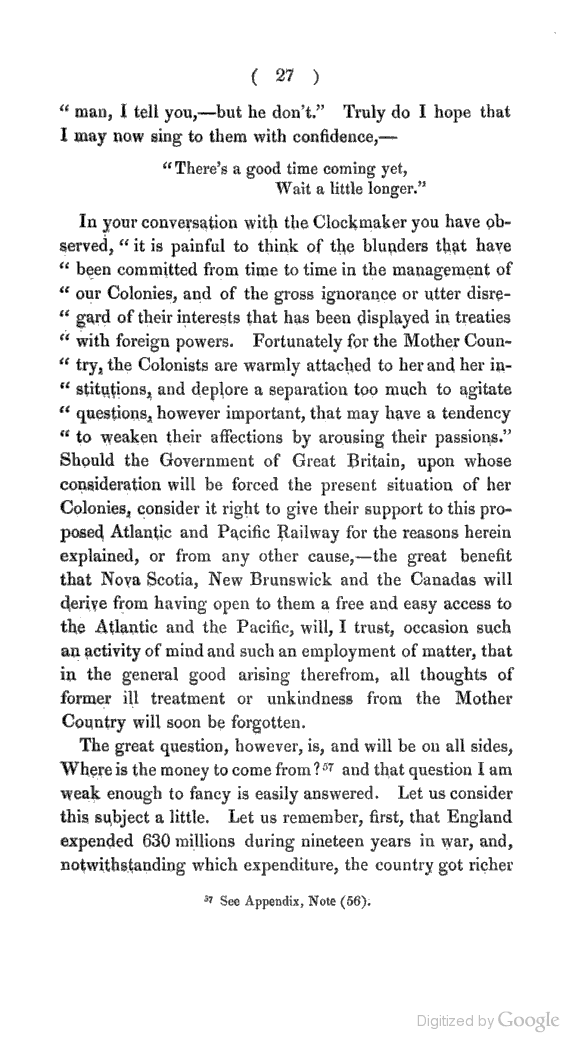 ( 27 )
“ man, I tell you,—but he don't.” Truly do I hope that
I may now sing to them with confidence,—
“There's a good time coming yet,
Wait a little longer.”
In your conversation with the Clockmaker you have ob-
served, “ it is painful to think of the blunders that have
“ been committed from time to time in the management of
“ our Colonies, and of the gross ignorance or utter disre-
“ gard of their interests that has been displayed in treaties
“ with foreign powers. Fortunately for the Mother Coun-
“ try, the Colonists are warmly attached to her and her in-
“ stitutions, and deplore a separation too much to agitate
“ questions, however important, that may have a tendency
“ to weaken their affections by arousing their passions.”
Should the Government of Great Britain, upon whose
consideration will be forced the present situation of her
Colonies, consider it right to give their support to this pro-
posed Atlantic and Pacific Railway for the reasons herein
explained, or from any other cause,—the great benefit
that Nova Scotia, New Brunswick and the Canadas will
derive from having open to them a free and easy access to
the Atlantic and the Pacific, will, I trust, occasion such
an activity of mind and such an employment of matter, that
in the general good arising therefrom, all thoughts of
former ill treatment or unkindness from the Mother
Country will soon be forgotten.
The great question, however, is, and will be on all sides,
Where is the money to come from?⁵⁷ and that question I am
weak enough to fancy is easily answered. Let us consider
this subject a little. Let us remember, first, that England
expended 630 millions during nineteen years in war, and,
notwithstanding which expenditure, the country got richer
⁵⁷ See Appendix, Note (56).
Digitized by Google